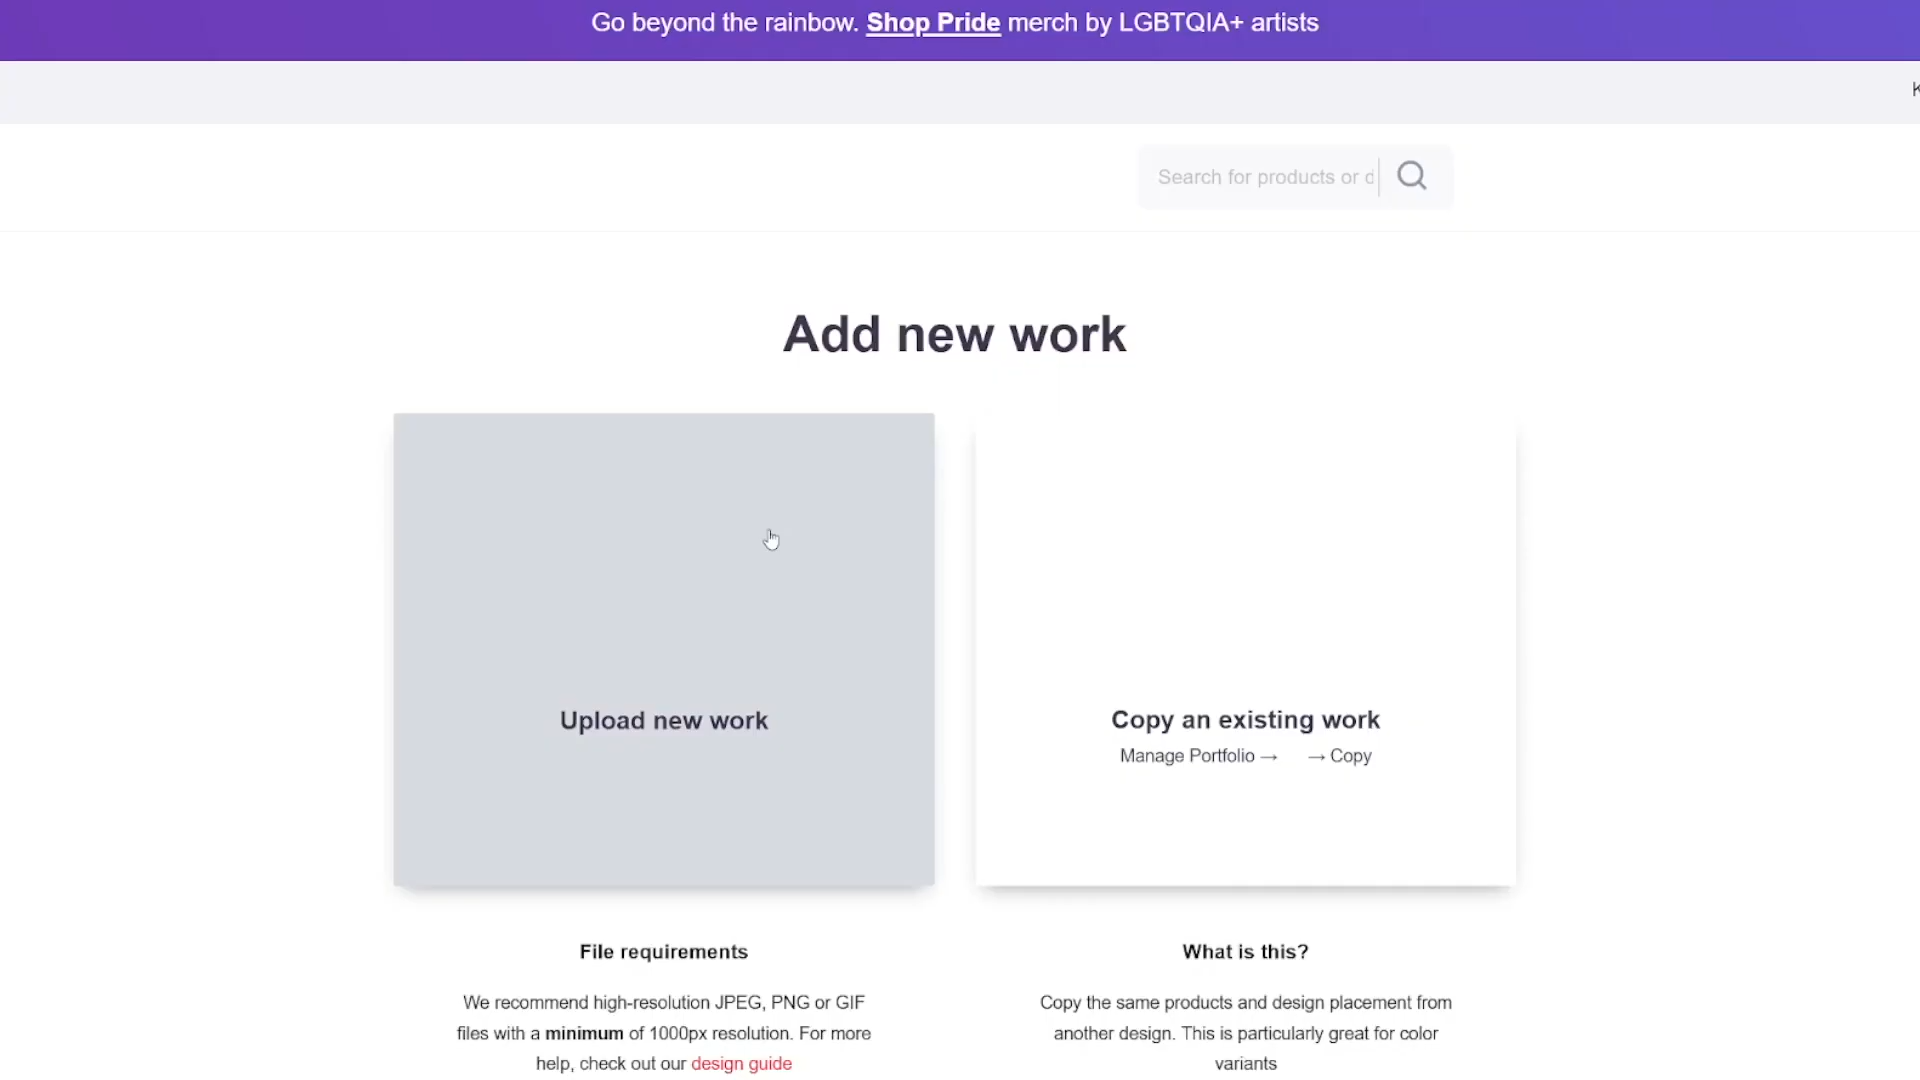 Go beyond the rainbow. Shop Pride merch by LGBTQIA+ artists
Search for products or d
Add new work
Upload new work
Copy an existing work
Manage Portfolio → → Copy
File requirements
We recommend high-resolution JPEG, PNG or GIF
files with a minimum of 1000px resolution. For more
help, check out our design guide
What is this?
Copy the same products and design placement from
another design. This is particularly great for color
variants